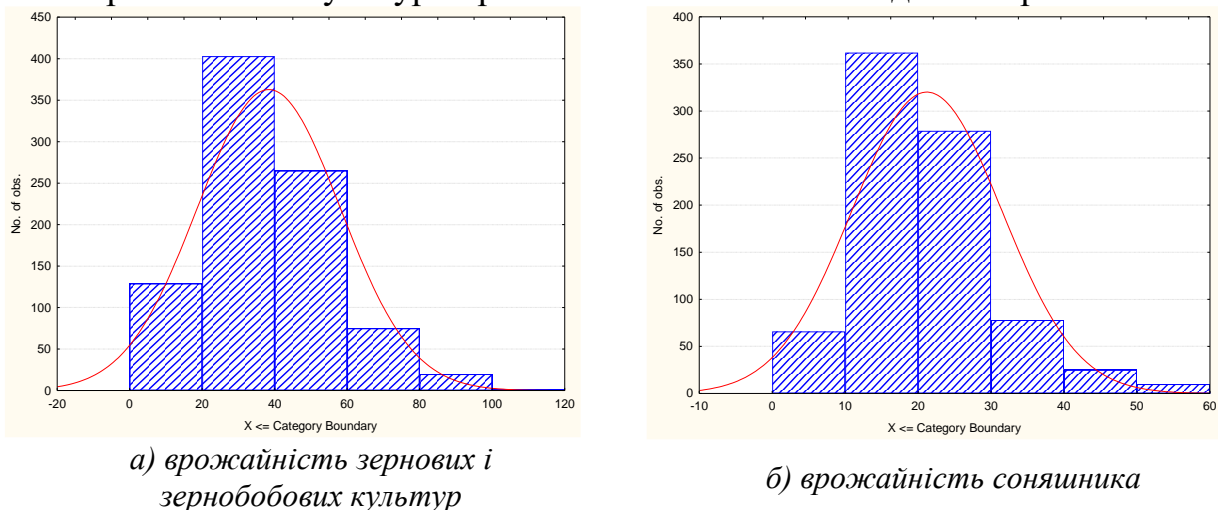 450
400
350
300
250
200
150
100
50
0
No. of obs.
-20 0 20 40 60 80 100 120
X <= Category Boundary
а) врожайність зернових і
зернобобових культур
400
350
300
250
200
150
100
50
0
No. of obs.
-10 0 10 20 30 40 50 60
X <= Category Boundary
б) врожайність соняшника